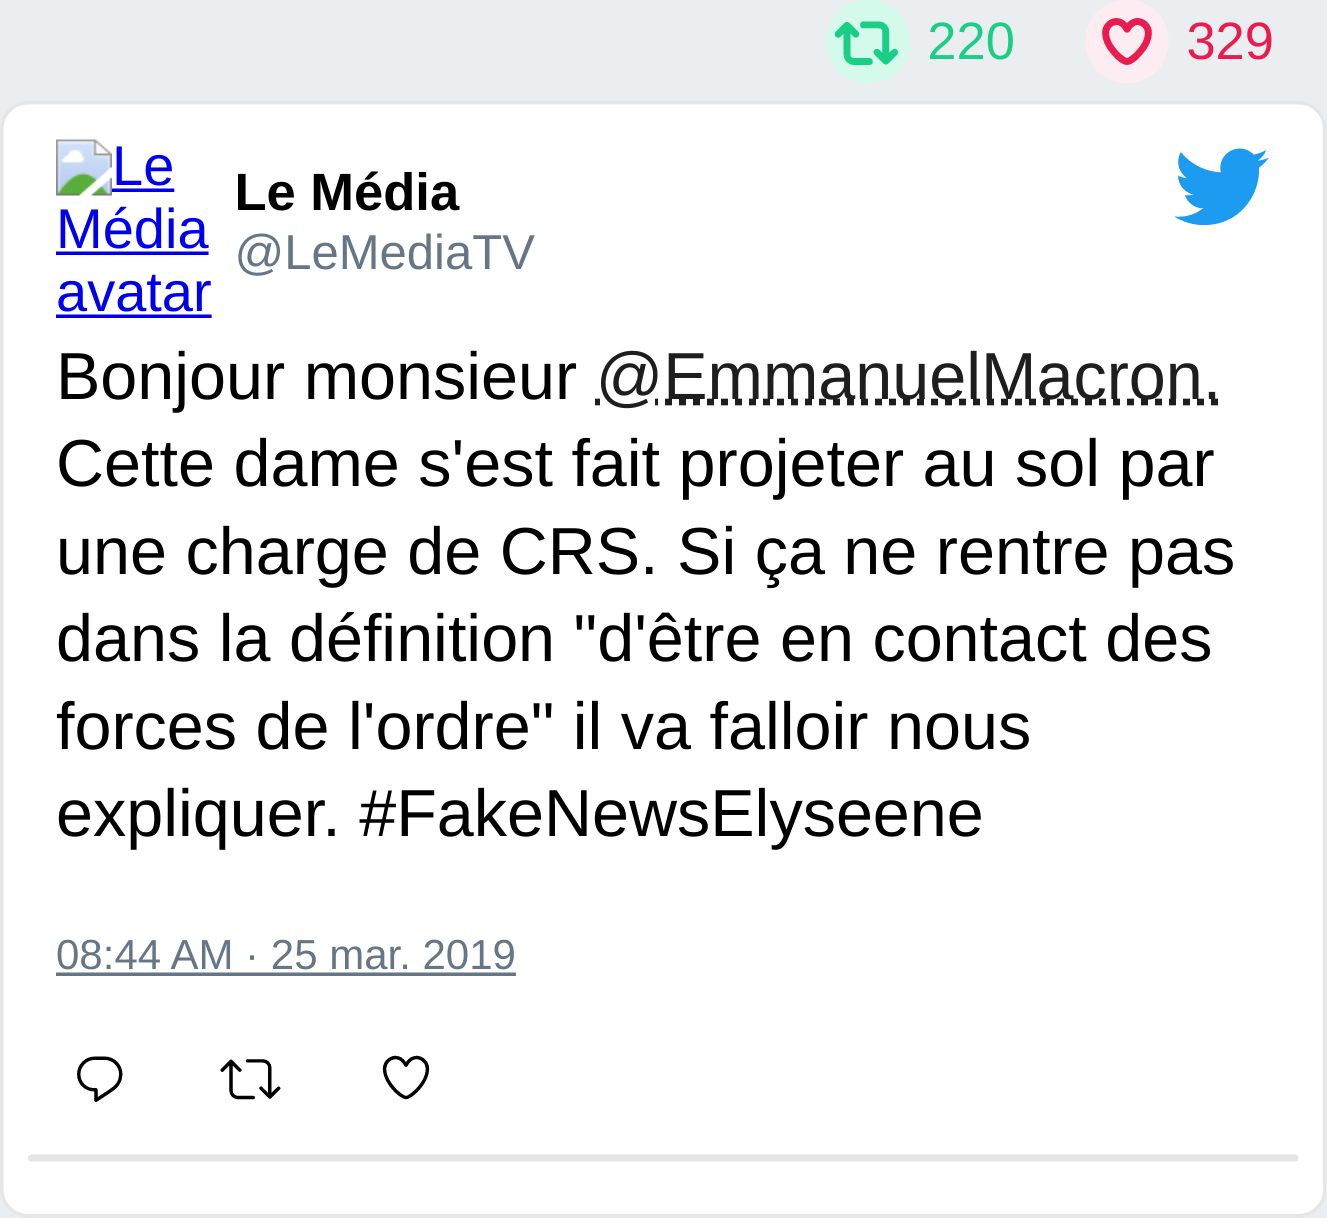 220 329
Le
Média
avatar
Le Média
@LeMediaTV
Bonjour monsieur @EmmanuelMacron.
Cette dame s'est fait projeter au sol par
une charge de CRS. Si ça ne rentre pas
dans la définition "d'être en contact des
forces de l'ordre" il va falloir nous
expliquer. #FakeNewsElyseene
08:44 AM · 25 mar. 2019